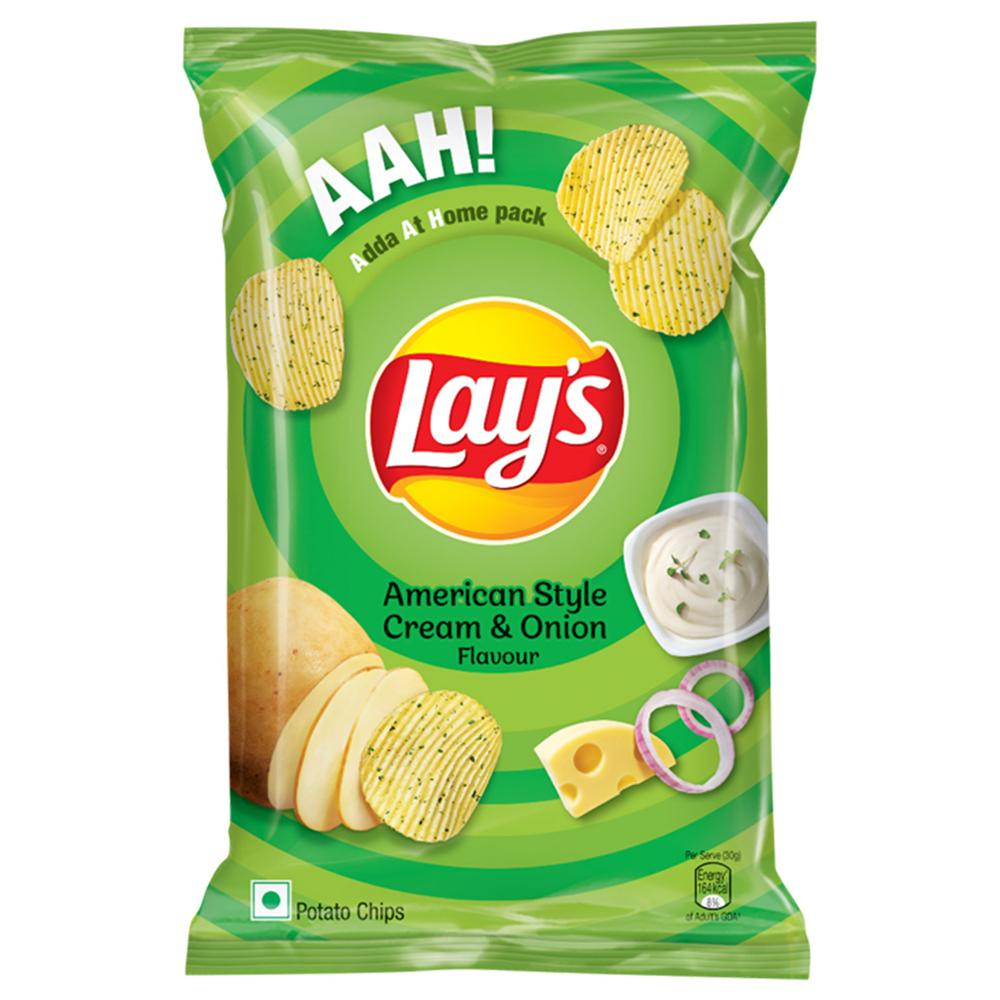 AAH!
Adda At Home pack
Lay's
®
American Style
Cream & Onion
Flavour
Per Serve (30g)
Energy
164kcal
8%
of Adult's GDA*
Potato Chips